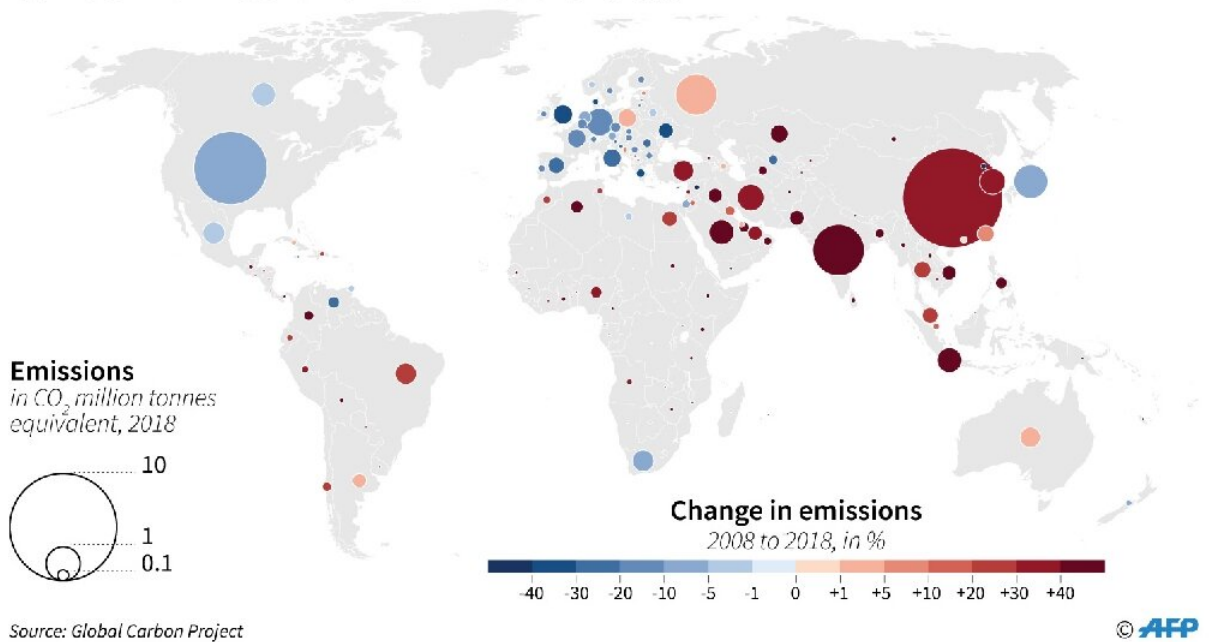 Emissions
in CO₂ million tonnes
equivalent, 2018
10
1
0.1
Change in emissions
2008 to 2018, in %
-40 -30 -20 -10 -5 -1 0 +1 +5 +10 +20 +30 +40
Source: Global Carbon Project
© AFP